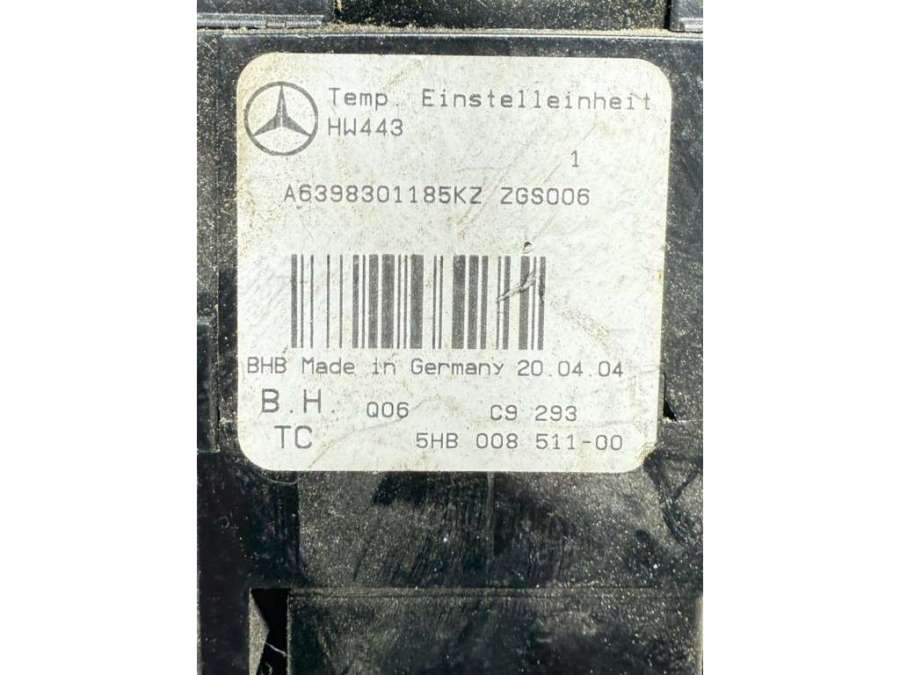 Temp. Einstelleinheit
HW443
1
A6398301185KZ ZGS006
BHB Made in Germany 20.04.04
B.H. Q06 C9 293
TC 5HB 008 511-00